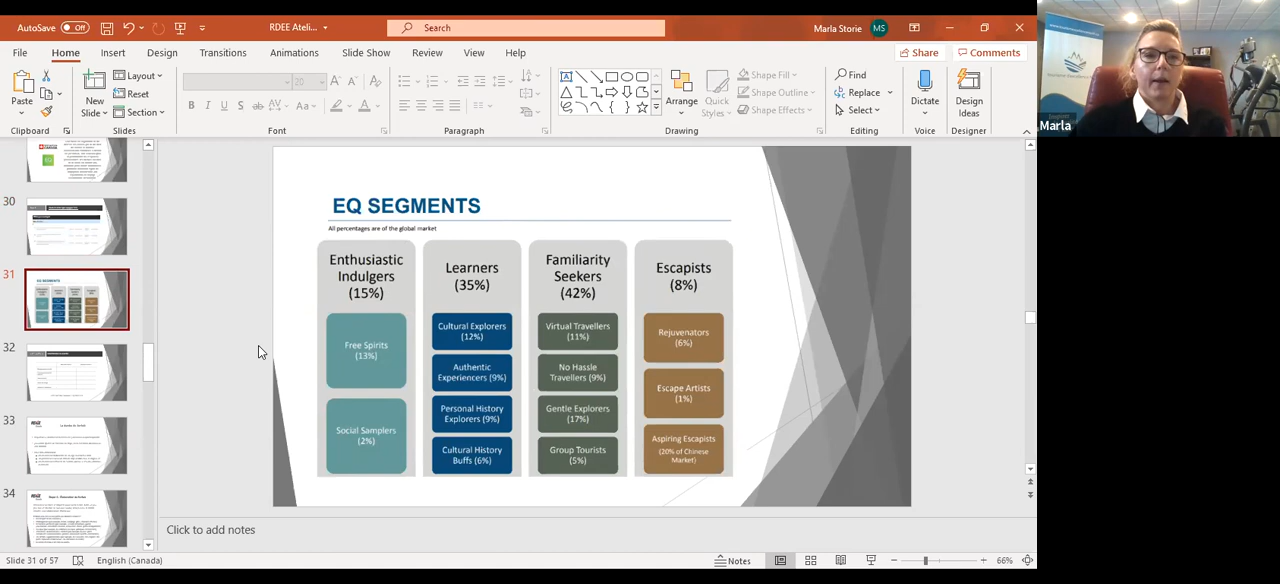 AutoSave
Off
RDEE Ateli...
Search
Marla Storie
MS
File
Home
Insert
Design
Transitions
Animations
Slide Show
Review
View
Help
Share
Comments
Paste
New
Slide
Layout
Reset
Section
20
Arrange
Quick
Styles
Shape Fill
Shape Outline
Shape Effects
Find
Replace
Select
Dictate
Design
Ideas
Clipboard
Slides
Font
Paragraph
Drawing
Editing
Voice
Designer
Marla
30
31
32
33
34
EQ SEGMENTS
All percentages are of the global market
Enthusiastic
Indulgers
(15%)
Free Spirits
(13%)
Social Samplers
(2%)
Learners
(35%)
Cultural Explorers
(12%)
Authentic
Experiencers (9%)
Personal History
Explorers (9%)
Cultural History
Buffs (6%)
Familiarity
Seekers
(42%)
Virtual Travellers
(11%)
No Hassle
Travellers (9%)
Gentle Explorers
(17%)
Group Tourists
(5%)
Escapists
(8%)
Rejuvenators
(6%)
Escape Artists
(1%)
Aspiring Escapists
(20% of Chinese
Market)
Click to add notes
Slide 31 of 57
English (Canada)
Notes
66%